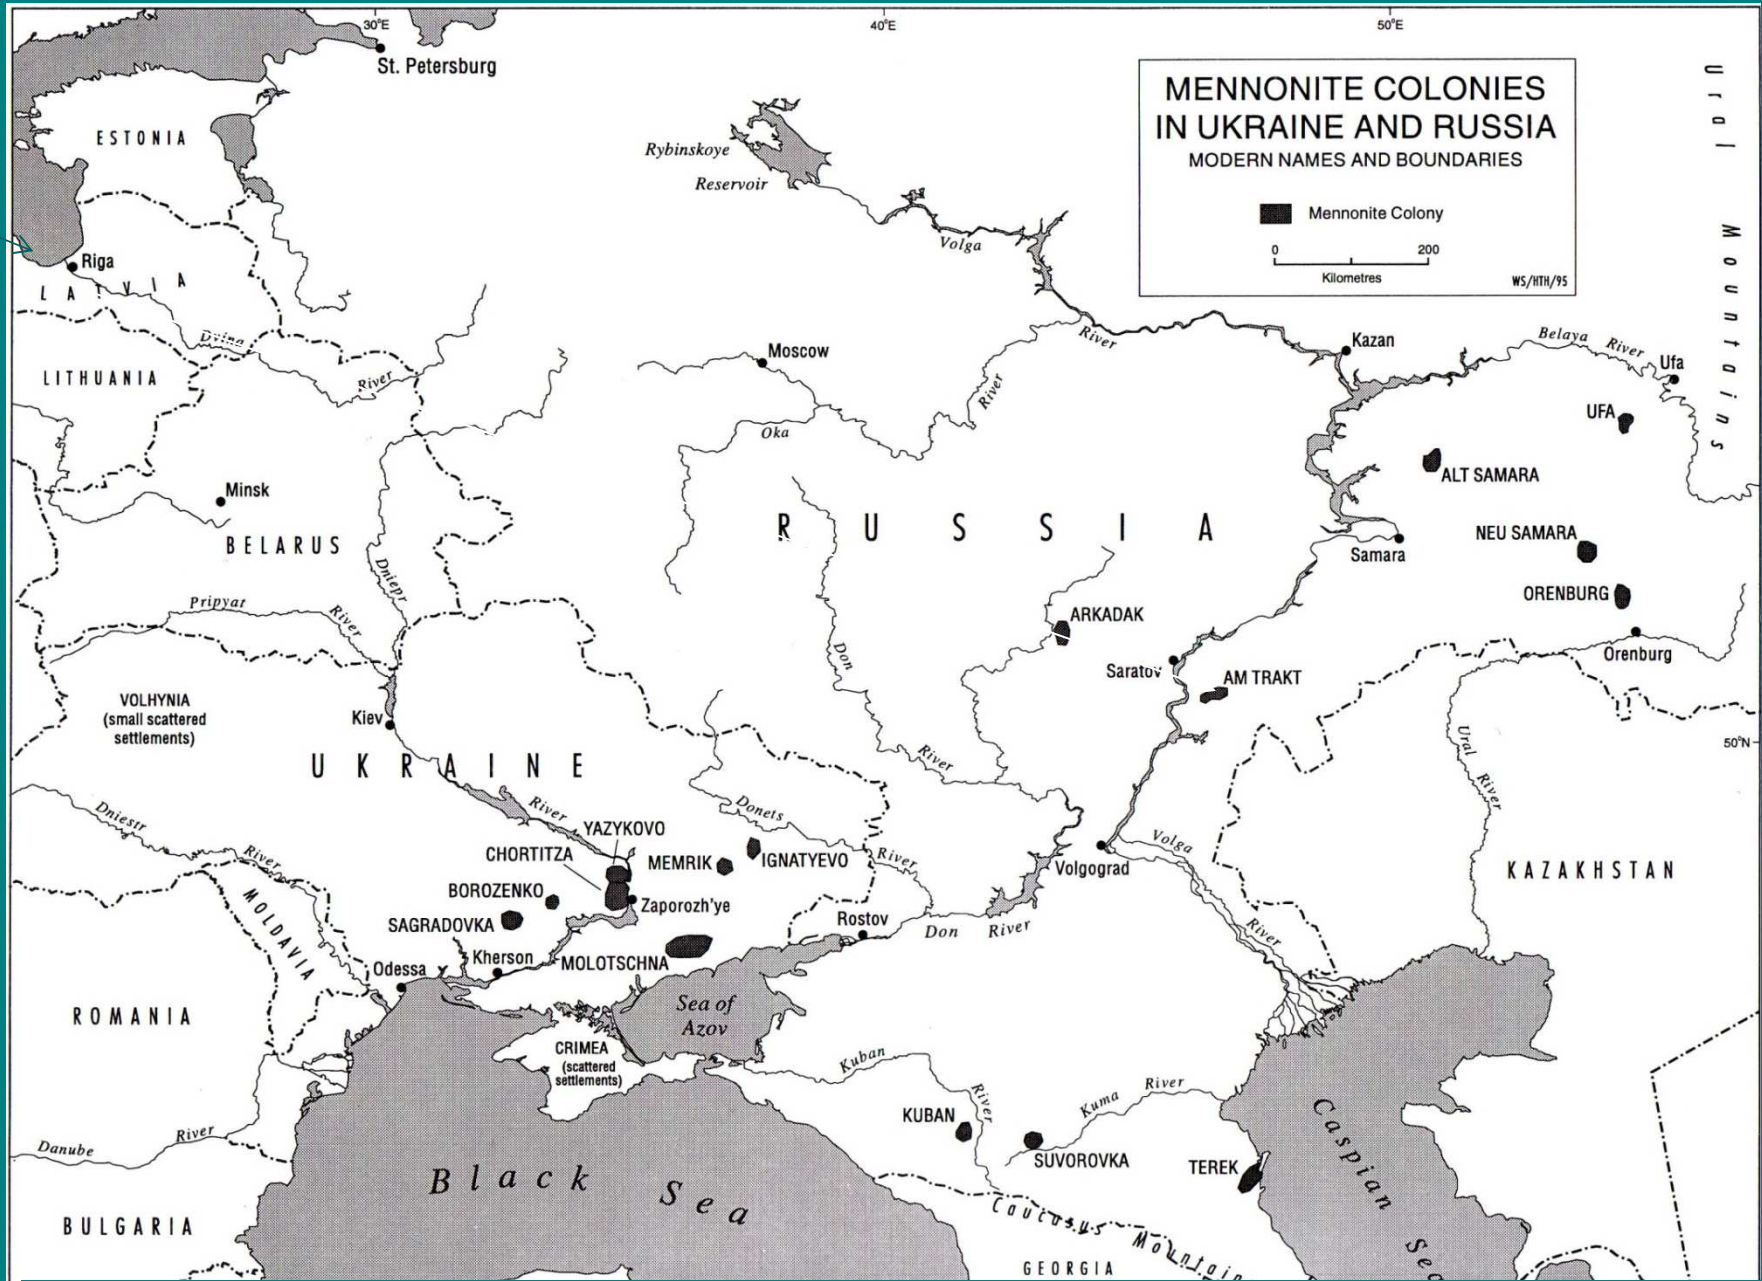 30°E
40°E
50°E
St. Petersburg
MENNONITE COLONIES
IN UKRAINE AND RUSSIA
MODERN NAMES AND BOUNDARIES
Mennonite Colony
0 200
Kilometres
WS/HTH/95
Ural Mountains
ESTONIA
Rybinskoye
Reservoir
Volga
River
Riga
LATVIA
Dvina
River
LITHUANIA
Moscow
Kazan
Belaya River
Ufa
River
Oka
UFA
ALT SAMARA
Minsk
BELARUS
RUSSIA
Samara
NEU SAMARA
ORENBURG
Orenburg
Dniepr
Pripyat
River
ARKADAK
Don
Saratov
AM TRAKT
VOLHYNIA
(small scattered
settlements)
Kiev
UKRAINE
River
50°N
Ural River
Dniestr
River
River
Donets
River
YAZYKOVO
CHORTITZA
MEMRIK
IGNATYEVO
Volgograd
Volga
River
KAZAKHSTAN
BOROZENKO
Zaporozh'ye
SAGRADOVKA
Rostov
Don River
MOLDAVIA
Kherson
MOLOTSCHNA
Odessa
ROMANIA
Sea of
Azov
CRIMEA
(scattered
settlements)
Kuban
River
Kuma River
KUBAN
SUVOROVKA
TEREK
Caspian Sea
Danube River
Black Sea
BULGARIA
Caucasus Mountain
GEORGIA